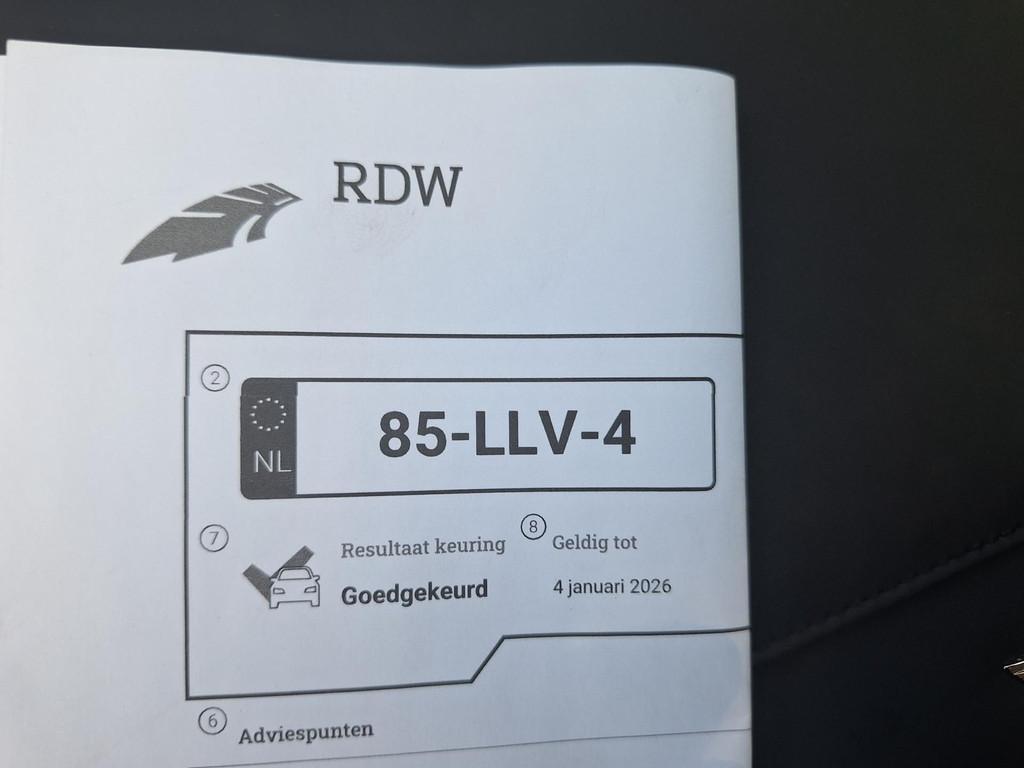 RDW
2
NL
85-LLV-4
7
Resultaat keuring
8
Geldig tot
Goedgekeurd
4 januari 2026
6
Adviespunten